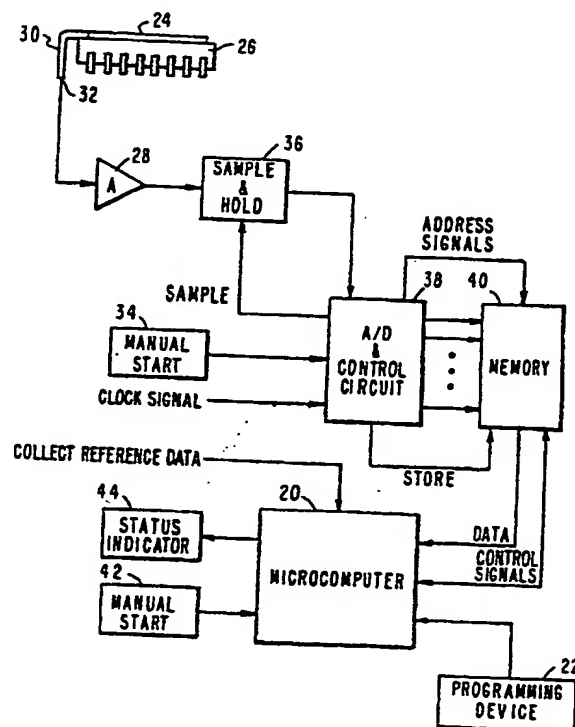 24
30
26
32
28
A
36
SAMPLE
&
HOLD
ADDRESS
SIGNALS
SAMPLE
38
40
34
MANUAL
START
A/D
&
CONTROL
CIRCUIT
MEMORY
CLOCK SIGNAL
COLLECT REFERENCE DATA
STORE
44
20
STATUS
INDICATOR
DATA
CONTROL
SIGNALS
42
MICROCOMPUTER
MANUAL
START
22
PROGRAMMING
DEVICE